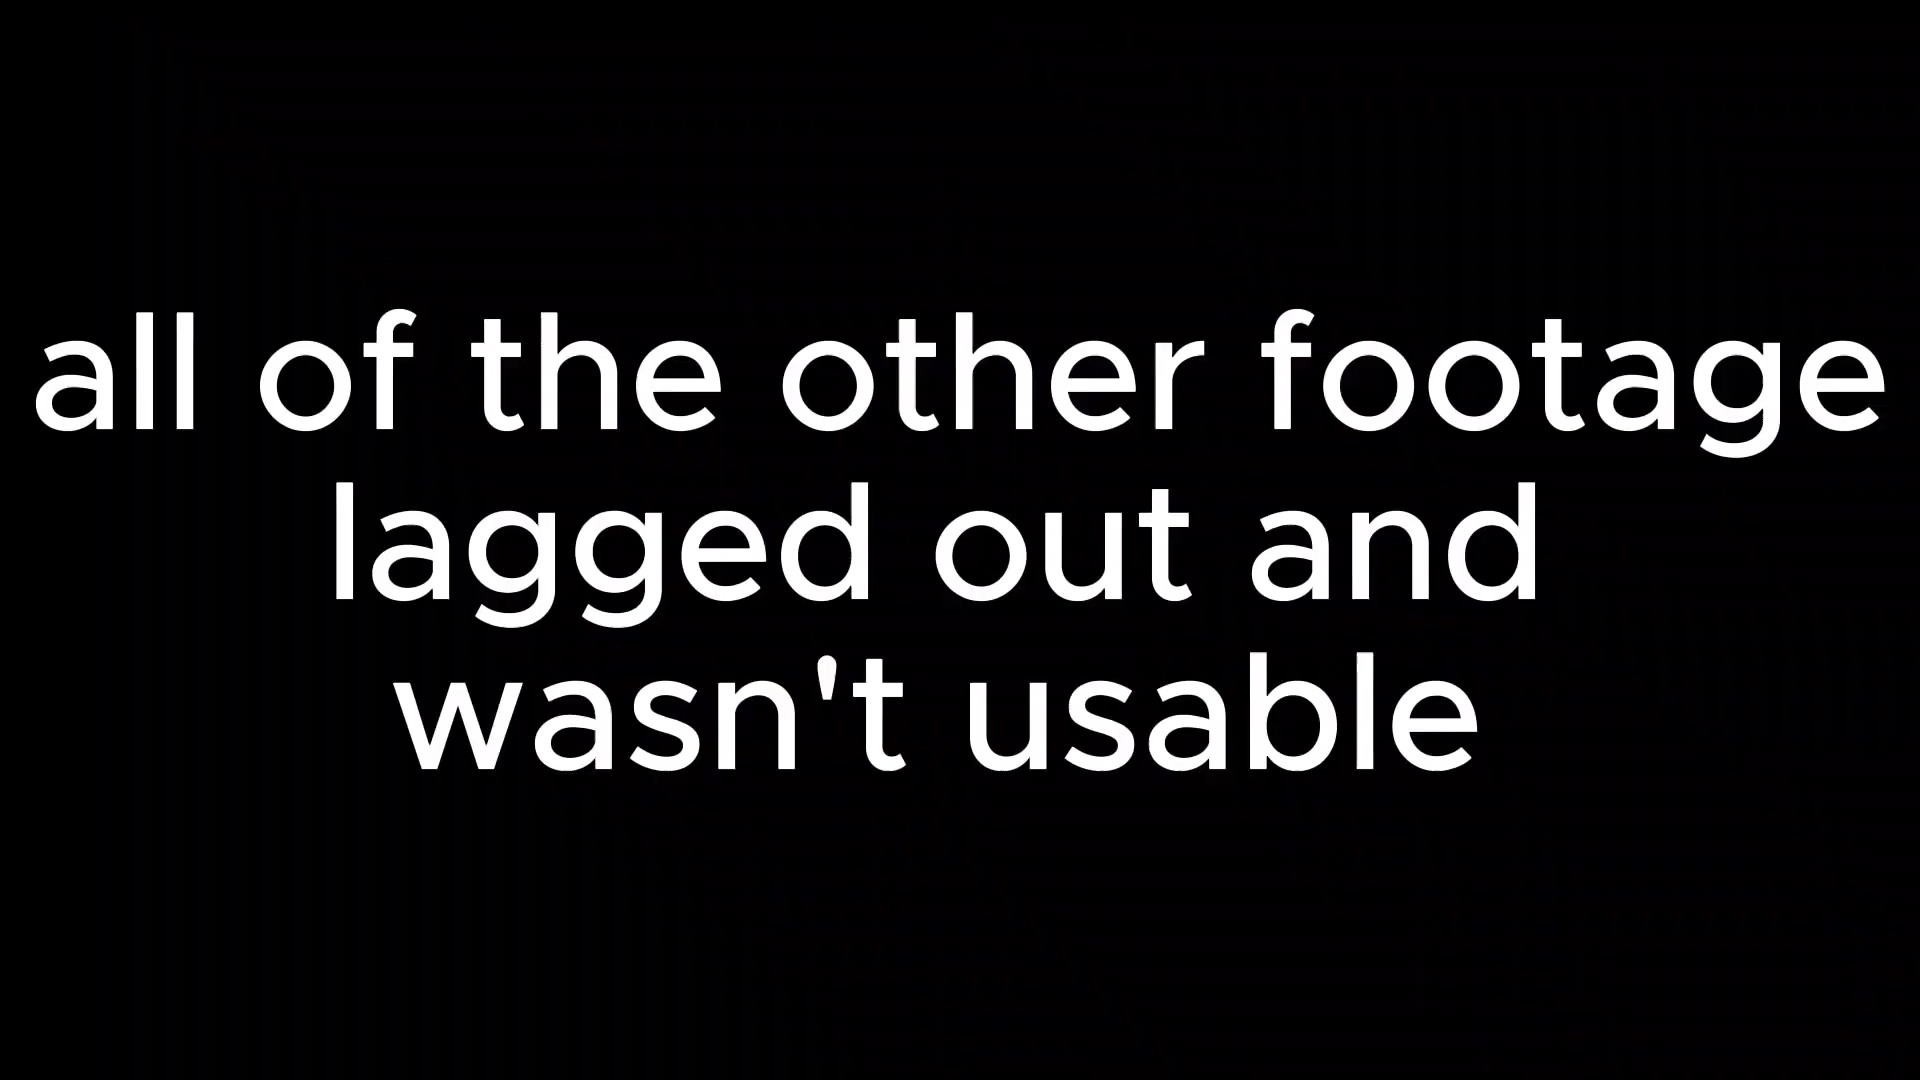 all of the other footage
lagged out and
wasn't usable